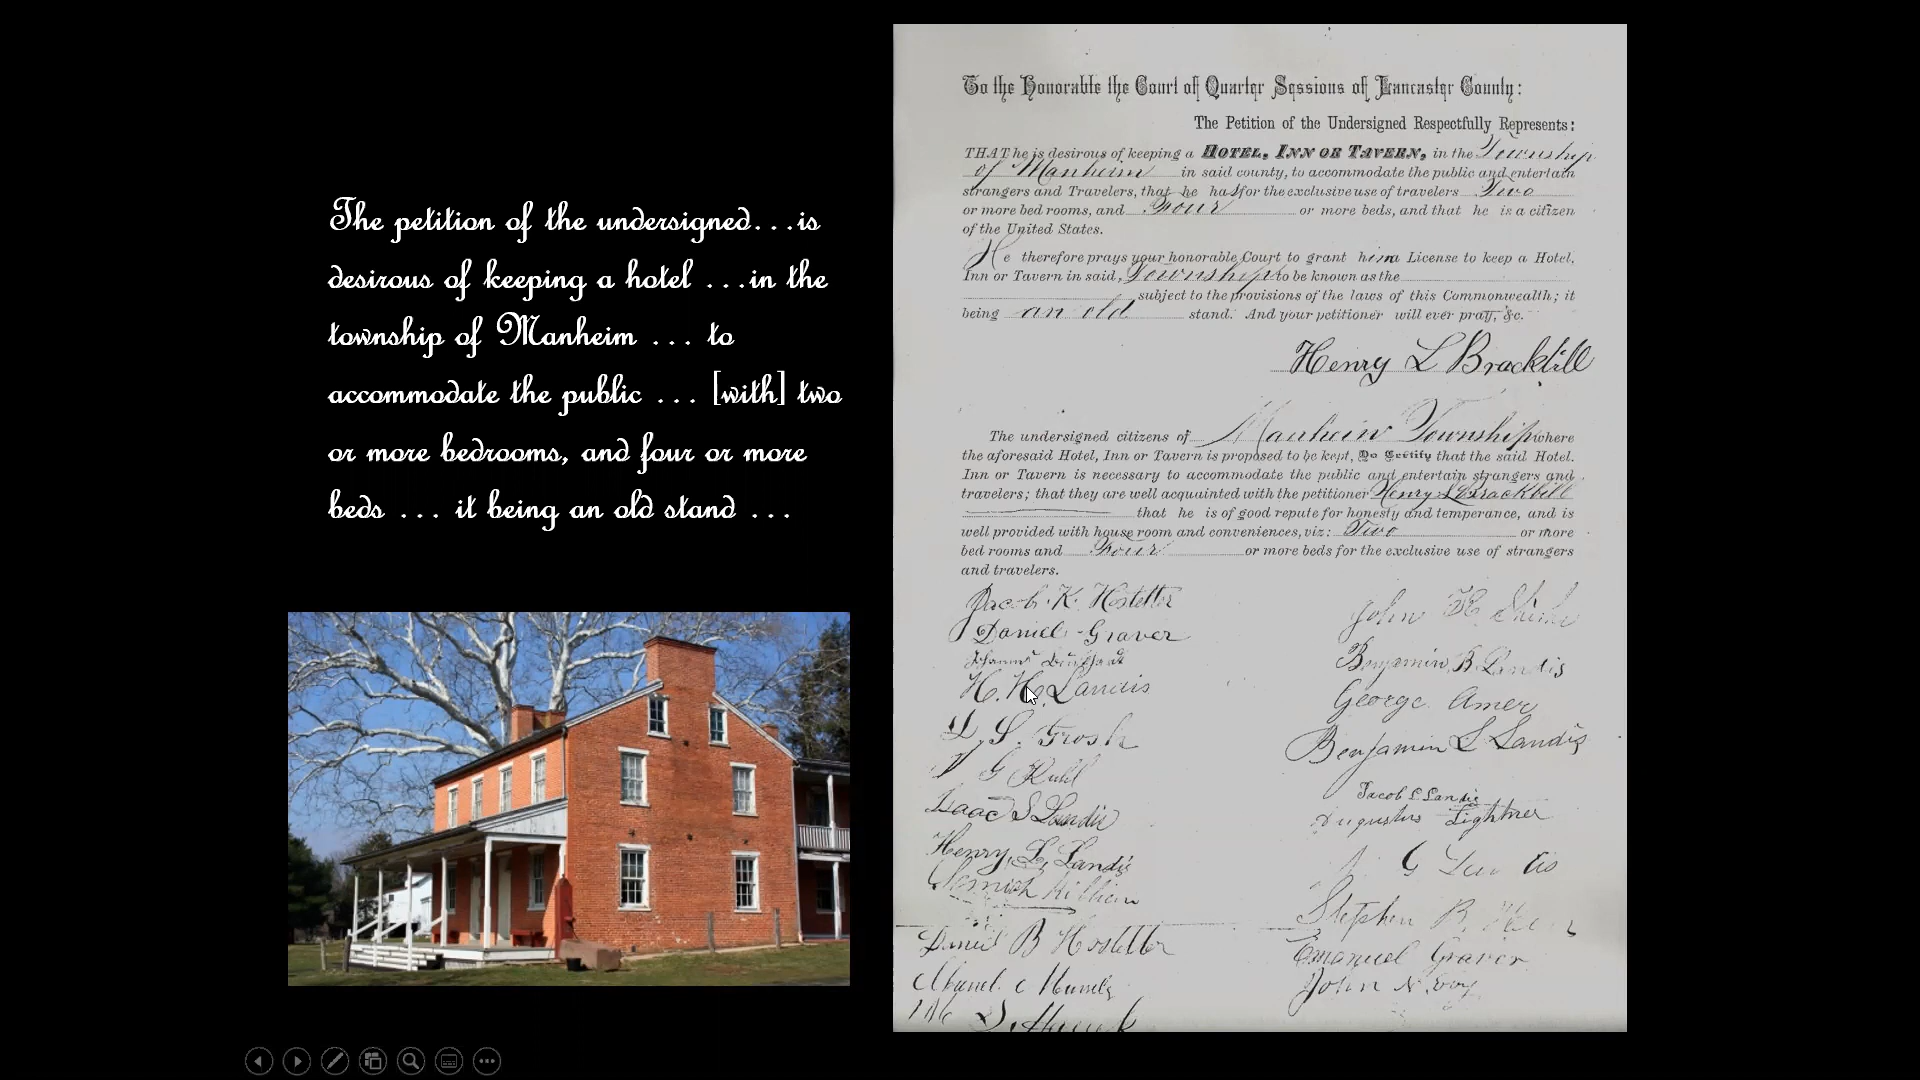 The petition of the undersigned...is
desirous of keeping a hotel ...in the
township of Manheim ... to
accommodate the public ... [with] two
or more bedrooms, and four or more
beds ... it being an old stand ...
To the Honorable the Court of Quarter Sessions of Lancaster County:
The Petition of the Undersigned Respectfully Represents:
THAT he is desirous of keeping a HOTEL, INN OR TAVERN, in the Township
of Manheim in said county, to accommodate the public and entertain
strangers and Travelers, that he has for the exclusive use of travelers Two
or more bed rooms, and Four or more beds, and that he is a citizen
of the United States.
He therefore prays your honorable Court to grant him License to keep a Hotel.
Inn or Tavern in said, Township to be known as the
subject to the provisions of the laws of this Commonwealth; it
being an old stand. And your petitioner will ever pray, &c.
Henry L Brackbill
The undersigned citizens of Manheim Township where
the aforesaid Hotel, Inn or Tavern is proposed to be kept, Do Certify that the said Hotel.
Inn or Tavern is necessary to accommodate the public and entertain strangers and
travelers; that they are well acquainted with the petitioner Henry L Brackbill
that he is of good repute for honesty and temperance, and is
well provided with house room and conveniences, viz: Two or more
bed rooms and Four or more beds for the exclusive use of strangers
and travelers.
Jacob K. Hostetter
John
Daniel Graver
Benjamin B. Landis
H. H. Landis
George Amer
L. S. Grosh
Benjamin L Landis
G Kuhl
Jacob L Landis
Isaac S Landis
Augustus Lightner
Henry L, Landis
G
Killian
Stephen B.
B Hostetter
Emanuel Graver
John N.